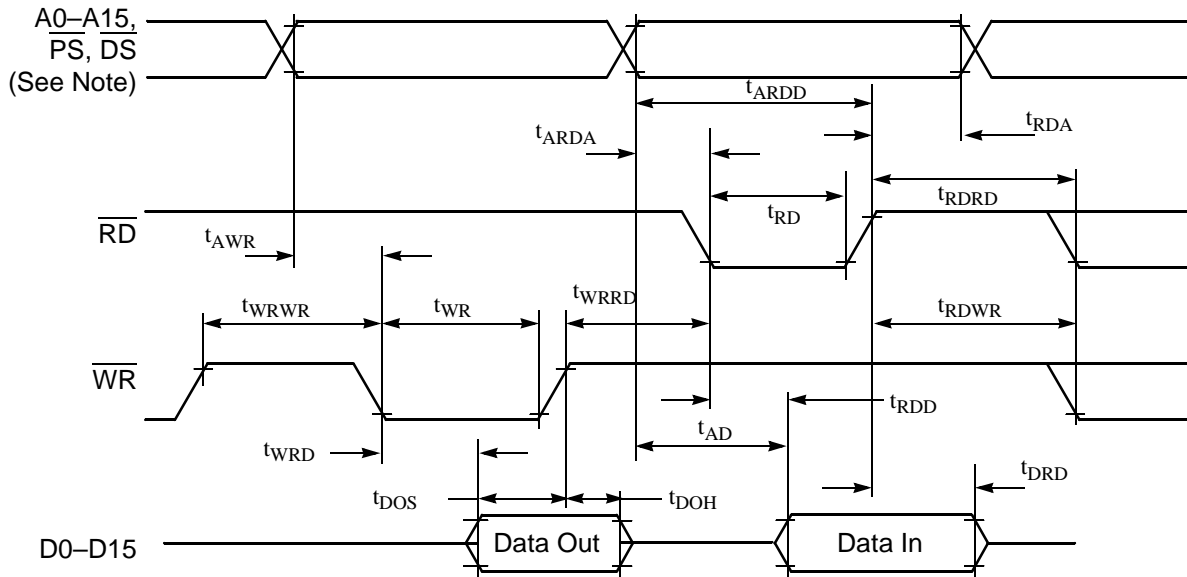 A0–A15,
PS, DS
(See Note)
tARDD
tARDA
tRDA
tRD
tRDRD
RD
tAWR
tWRWR
tWR
tWRRD
tRDWR
WR
tRDD
tAD
tWRD
tDRD
tDOS
tDOH
D0–D15
Data Out
Data In